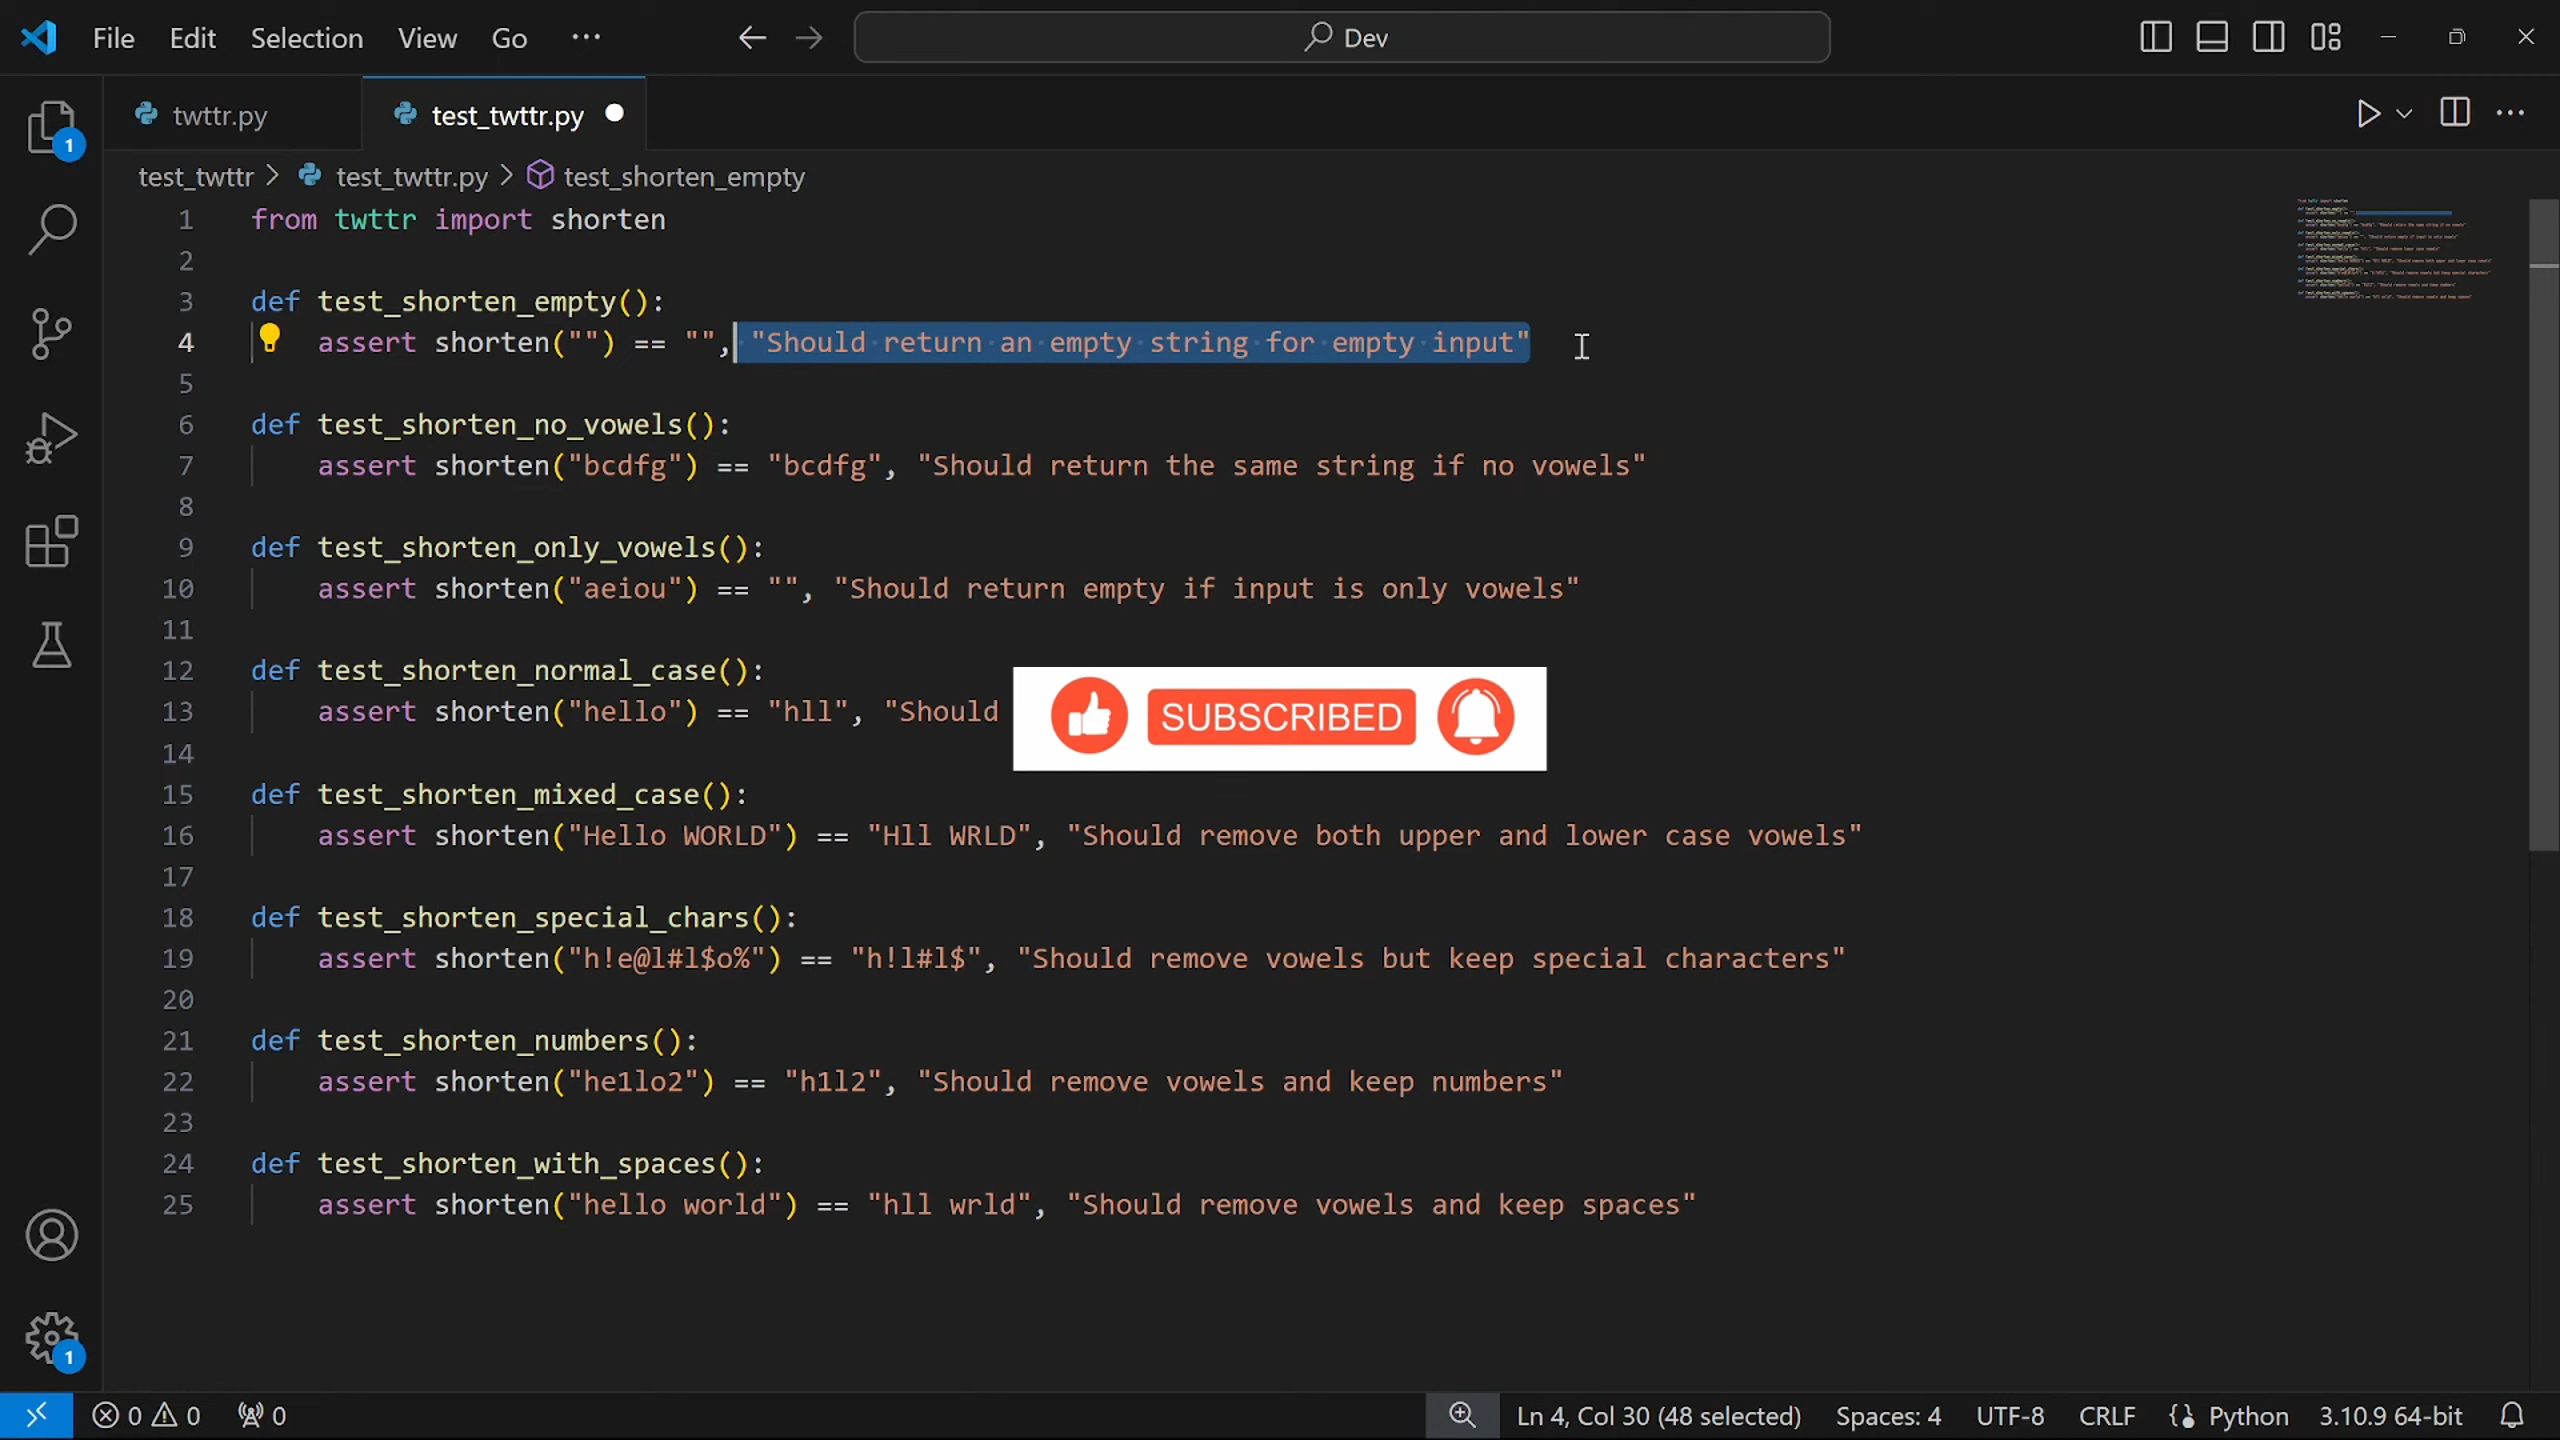 File Edit Selection View Go ··· Dev
twttr.py test_twttr.py
test_twttr > test_twttr.py > test_shorten_empty
1 from twttr import shorten
2
3 def test_shorten_empty():
4 assert shorten("") == "", "Should return an empty string for empty input"
5
6 def test_shorten_no_vowels():
7 assert shorten("bcdfg") == "bcdfg", "Should return the same string if no vowels"
8
9 def test_shorten_only_vowels():
10 assert shorten("aeiou") == "", "Should return empty if input is only vowels"
11
12 def test_shorten_normal_case():
13 assert shorten("hello") == "hll", "Should
SUBSCRIBED
14
15 def test_shorten_mixed_case():
16 assert shorten("Hello WORLD") == "Hll WRLD", "Should remove both upper and lower case vowels"
17
18 def test_shorten_special_chars():
19 assert shorten("h!e@l#l$o%") == "h!l#l$", "Should remove vowels but keep special characters"
20
21 def test_shorten_numbers():
22 assert shorten("he1lo2") == "h1l2", "Should remove vowels and keep numbers"
23
24 def test_shorten_with_spaces():
25 assert shorten("hello world") == "hll wrld", "Should remove vowels and keep spaces"
1
1
0 0 0 Ln 4, Col 30 (48 selected) Spaces: 4 UTF-8 CRLF Python 3.10.9 64-bit